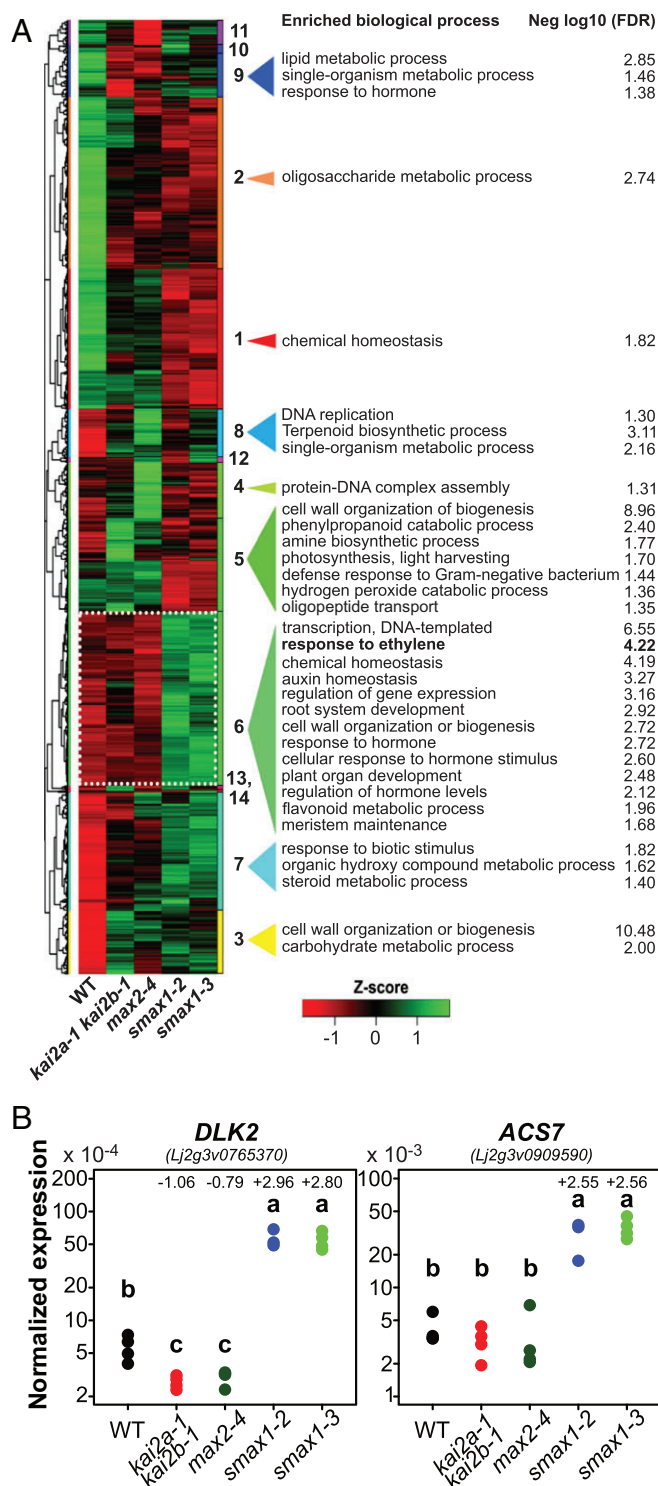 A
Enriched biological process Neg log10 (FDR)
11
10
9
lipid metabolic process 2.85
single-organism metabolic process 1.46
response to hormone 1.38
2 oligosaccharide metabolic process 2.74
1 chemical homeostasis 1.82
8
DNA replication 1.30
Terpenoid biosynthetic process 3.11
single-organism metabolic process 2.16
12
4 protein-DNA complex assembly 1.31
5
cell wall organization of biogenesis 8.96
phenylpropanoid catabolic process 2.40
amine biosynthetic process 1.77
photosynthesis, light harvesting 1.70
defense response to Gram-negative bacterium 1.44
hydrogen peroxide catabolic process 1.36
oligopeptide transport 1.35
6
transcription, DNA-templated 6.55
response to ethylene 4.22
chemical homeostasis 4.19
auxin homeostasis 3.27
regulation of gene expression 3.16
root system development 2.92
cell wall organization or biogenesis 2.72
response to hormone 2.72
cellular response to hormone stimulus 2.60
plant organ development 2.48
regulation of hormone levels 2.12
flavonoid metabolic process 1.96
meristem maintenance 1.68
13,
14
7
response to biotic stimulus 1.82
organic hydroxy compound metabolic process 1.62
steroid metabolic process 1.40
3
cell wall organization or biogenesis 10.48
carbohydrate metabolic process 2.00
WT
kai2a-1 kai2b-1
max2-4
smax1-2
smax1-3
Z-score
-1 0 1
B
Normalized expression
DLK2
(Lj2g3v0765370)
x 10-4
200
100
50
20
10
5
2
-1.06 -0.79 +2.96 +2.80
b c c a a
WT
kai2a-1
kai2b-1
max2-4
smax1-2
smax1-3
ACS7
(Lj2g3v0909590)
x 10-3
100
50
20
10
5
2
1
+2.55 +2.56
b b b a a
WT
kai2a-1
kai2b-1
max2-4
smax1-2
smax1-3